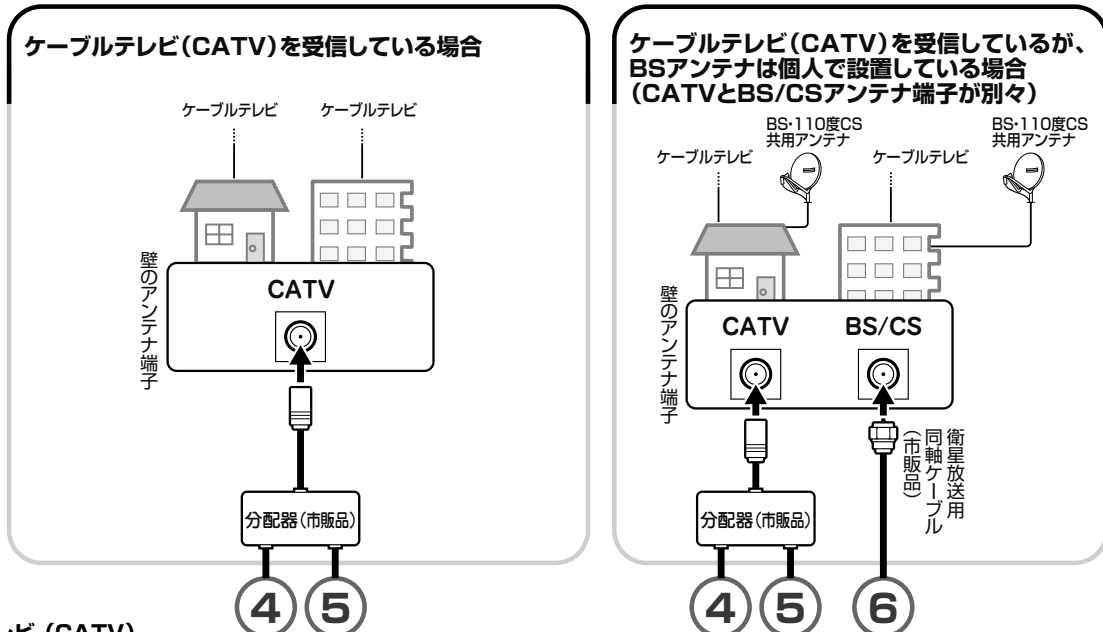 ケーブルテレビ(CATV)を受信している場合
ケーブルテレビ
ケーブルテレビ
壁のアンテナ端子
CATV
分配器(市販品)
④
⑤
ケーブルテレビ(CATV)を受信しているが、
BSアンテナは個人で設置している場合
(CATVとBS/CSアンテナ端子が別々)
BS・110度CS
共用アンテナ
BS・110度CS
共用アンテナ
ケーブルテレビ
ケーブルテレビ
壁のアンテナ端子
CATV
BS/CS
衛星放送用
同軸ケーブル
(市販品)
分配器(市販品)
④
⑤
⑥
ビ(CATV)